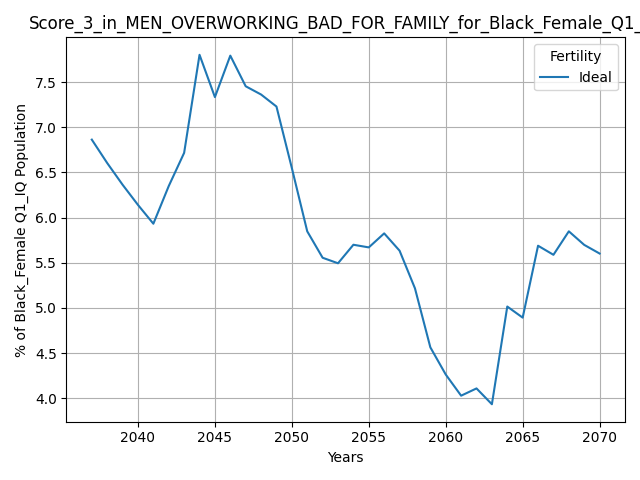 Score_3_in_MEN_OVERWORKING_BAD_FOR_FAMILY_for_Black_Female_Q1_
Fertility
Ideal
% of Black_Female Q1_IQ Population
7.5
7.0
6.5
6.0
5.5
5.0
4.5
4.0
2040 2045 2050 2055 2060 2065 2070
Years